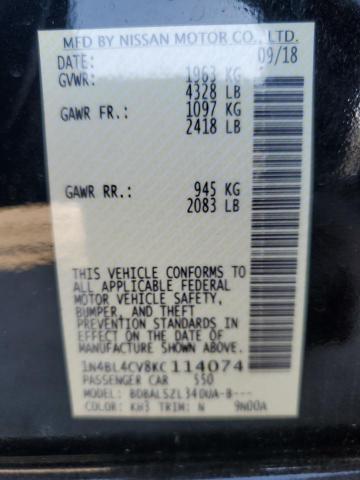 MFD BY NISSAN MOTOR CO., LTD.
DATE: 09/18
GVWR: 1963 KG
4328 LB
GAWR FR.: 1097 KG
2418 LB
GAWR RR.: 945 KG
2083 LB
THIS VEHICLE CONFORMS TO
ALL APPLICABLE FEDERAL
MOTOR VEHICLE SAFETY,
BUMPER, AND THEFT
PREVENTION STANDARDS
IN EFFECT ON THE DATE OF
MANUFACTURE SHOWN ABOVE.
1N4BL4CV8KC114074
PASSENGER CAR 550
MODEL:
COLOR: KH3 TRIM: N 9N00A